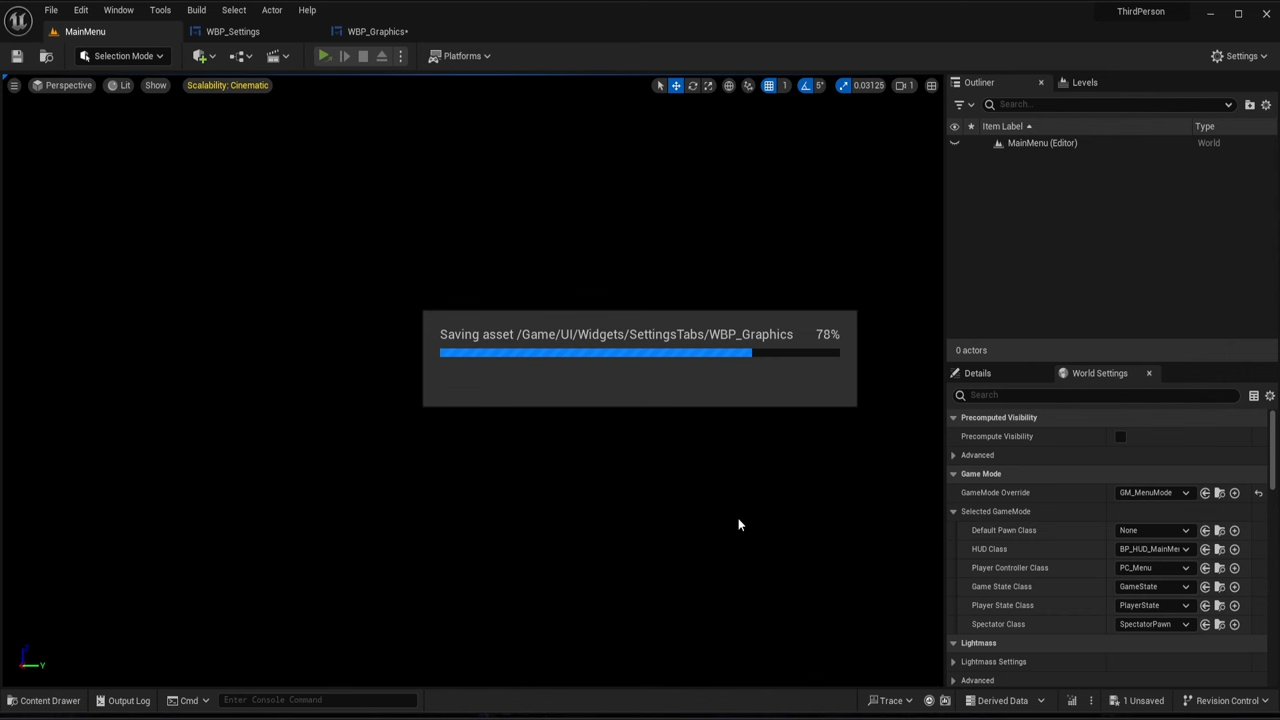 File Edit Window Tools Build Select Actor Help ThirdPerson
MainMenu WBP_Settings WBP_Graphics*
Selection Mode Platforms Settings
Perspective Lit Show Scalability: Cinematic 1 5° 0.03125 1
Outliner Levels
Search...
Item Label Type
MainMenu (Editor) World
Saving asset /Game/UI/Widgets/SettingsTabs/WBP_Graphics 78%
0 actors
Details World Settings
Search
Precomputed Visibility
Precompute Visibility
Advanced
Game Mode
GameMode Override GM_MenuMode
Selected GameMode
Default Pawn Class None
HUD Class BP_HUD_MainMe
Player Controller Class PC_Menu
Game State Class GameState
Player State Class PlayerState
Spectator Class SpectatorPawn
Lightmass
Lightmass Settings
Advanced
Y
Content Drawer Output Log Cmd Enter Console Command Trace Derived Data 1 Unsaved Revision Control